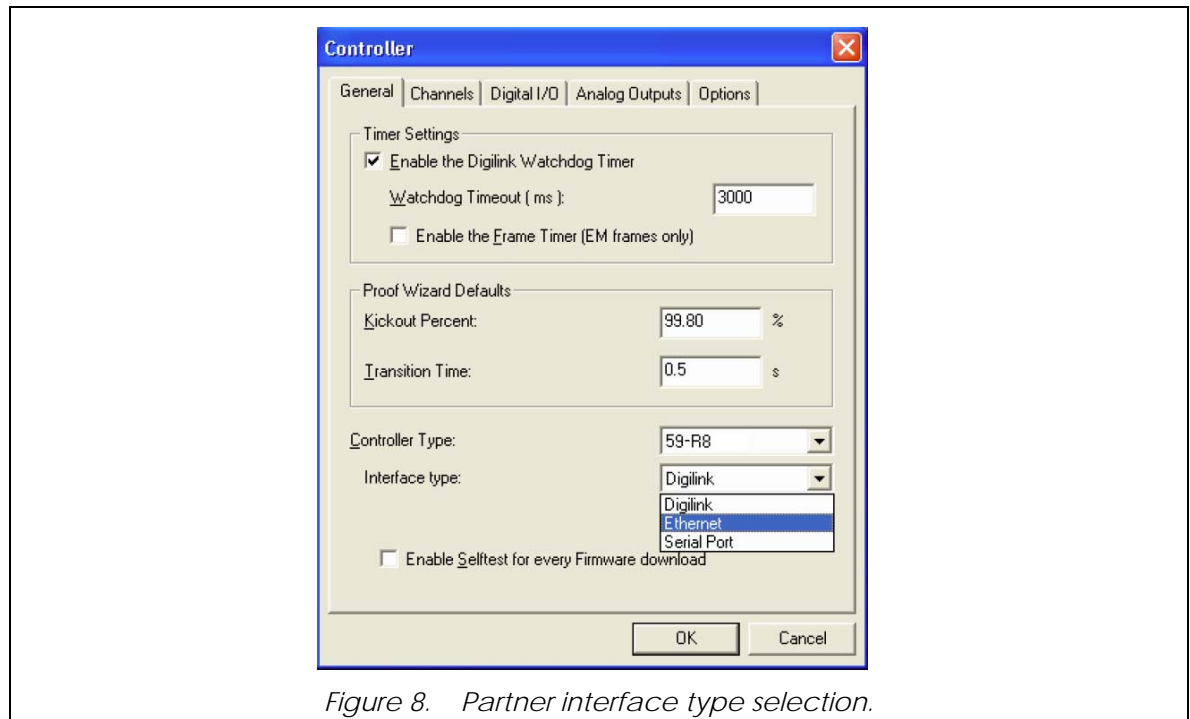 Controller
General Channels Digital I/O Analog Outputs Options
Timer Settings
Enable the Digilink Watchdog Timer
Watchdog Timeout ( ms ): 3000
Enable the Frame Timer (EM frames only)
Proof Wizard Defaults
Kickout Percent: 99.80 %
Transition Time: 0.5 s
Controller Type: 59-R8
Interface type: Digilink
Digilink
Ethernet
Serial Port
Enable Selftest for every Firmware download
OK Cancel
Figure 8. Partner interface type selection.